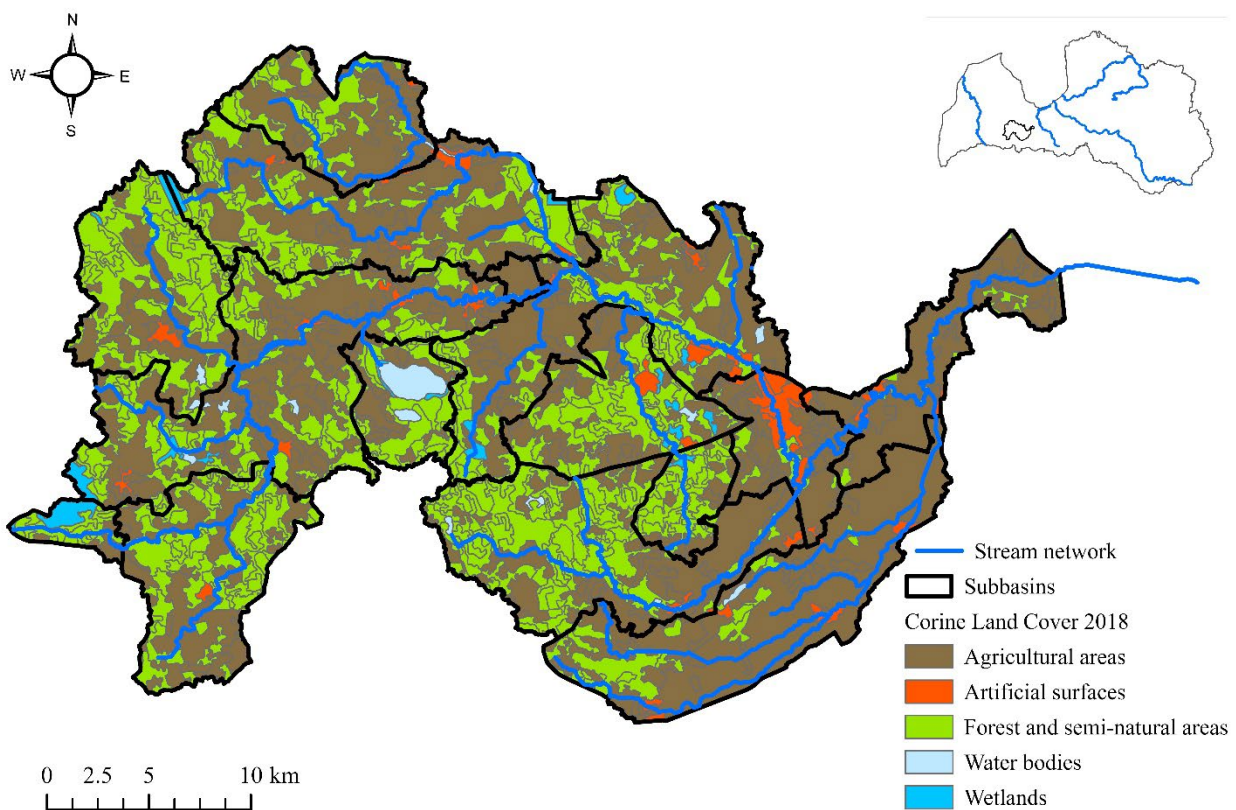 N
W E
S
Stream network
Subbasins
Corine Land Cover 2018
Agricultural areas
Artificial surfaces
Forest and semi-natural areas
Water bodies
Wetlands
0 2.5 5 10 km